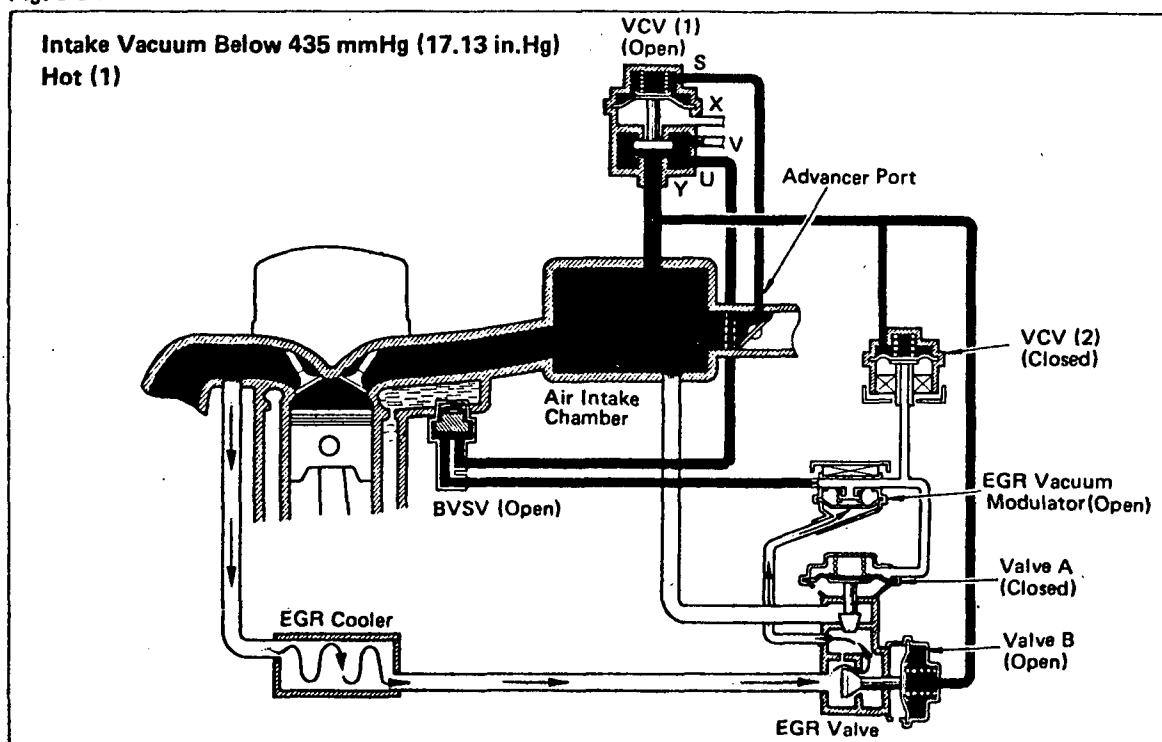 Intake Vacuum Below 435 mmHg (17.13 in.Hg)
Hot (1)
VCV (1)
(Open)
S
X
V
U
Y
Advancer Port
VCV (2)
(Closed)
Air Intake
Chamber
BVSV (Open)
EGR Vacuum
Modulator(Open)
Valve A
(Closed)
EGR Cooler
Valve B
(Open)
EGR Valve